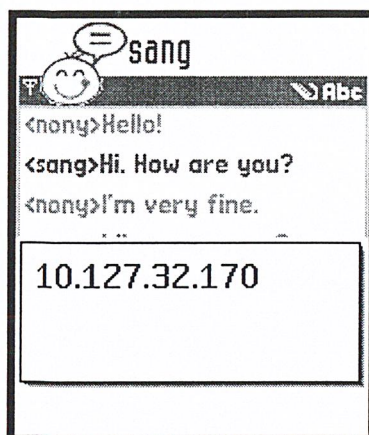 sang
Abc
<nony>Hello!
<sang>Hi. How are you?
<nony>I'm very fine.
10.127.32.170